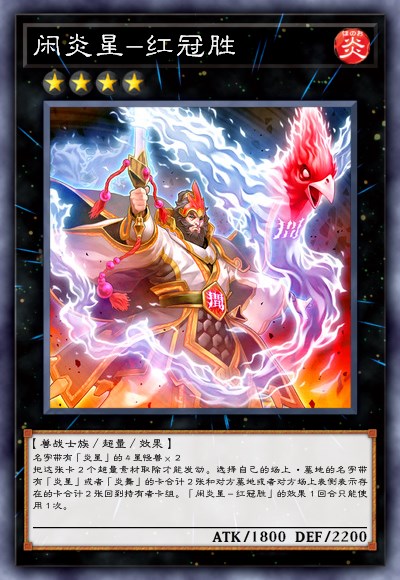 闲炎星－红冠胜
ほのお
炎
閒
閒
【兽战士族／超量／效果】
名字带有「炎星」的4星怪兽×2
把这张卡2个超量素材取除才能发动。选择自己的场上・墓地的名字带
有「炎星」或者「炎舞」的卡合计2张和对方墓地或者对方场上表侧表示存
在的卡合计2张回到持有者卡组。「闲炎星－红冠胜」的效果1回合只能使
用1次。
ATK/1800 DEF/2200